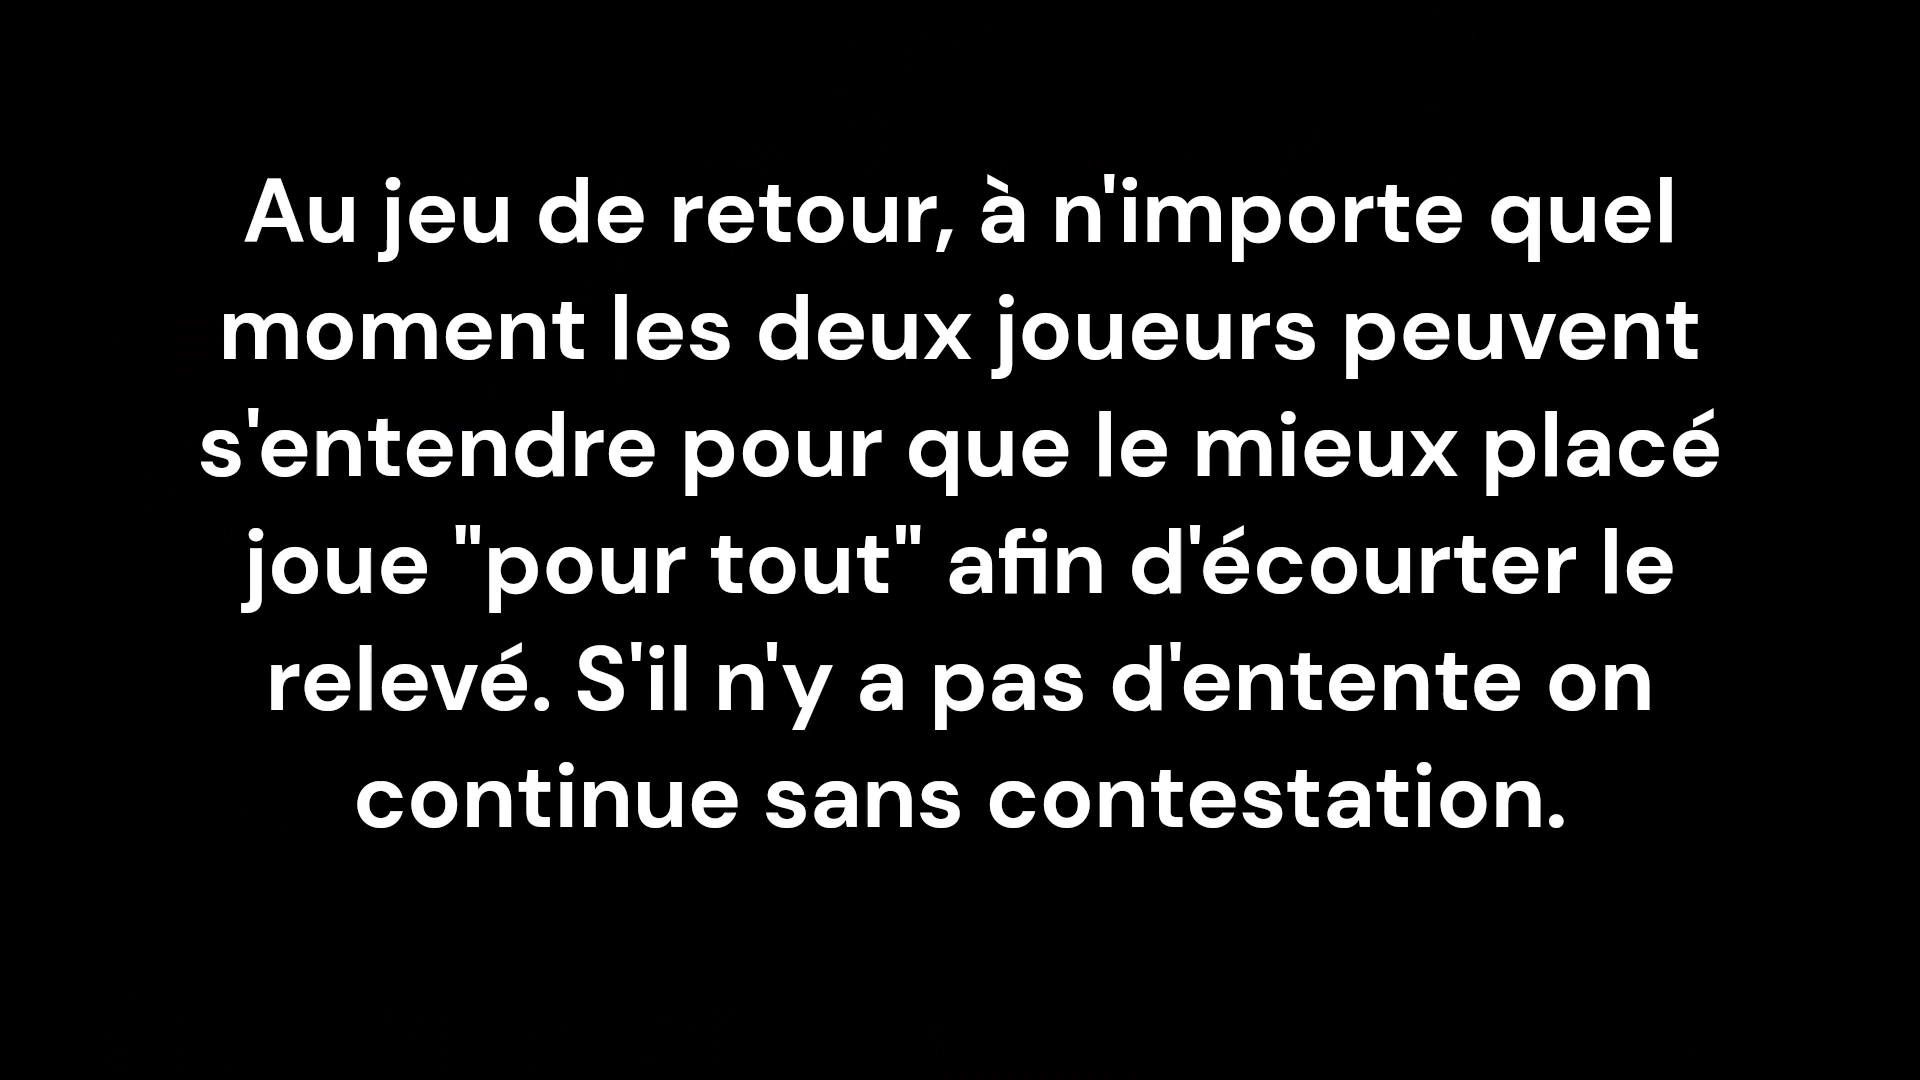 Au jeu de retour, à n'importe quel
moment les deux joueurs peuvent
s'entendre pour que le mieux placé
joue "pour tout" afin d'écourter le
relevé. S'il n'y a pas d'entente on
continue sans contestation.